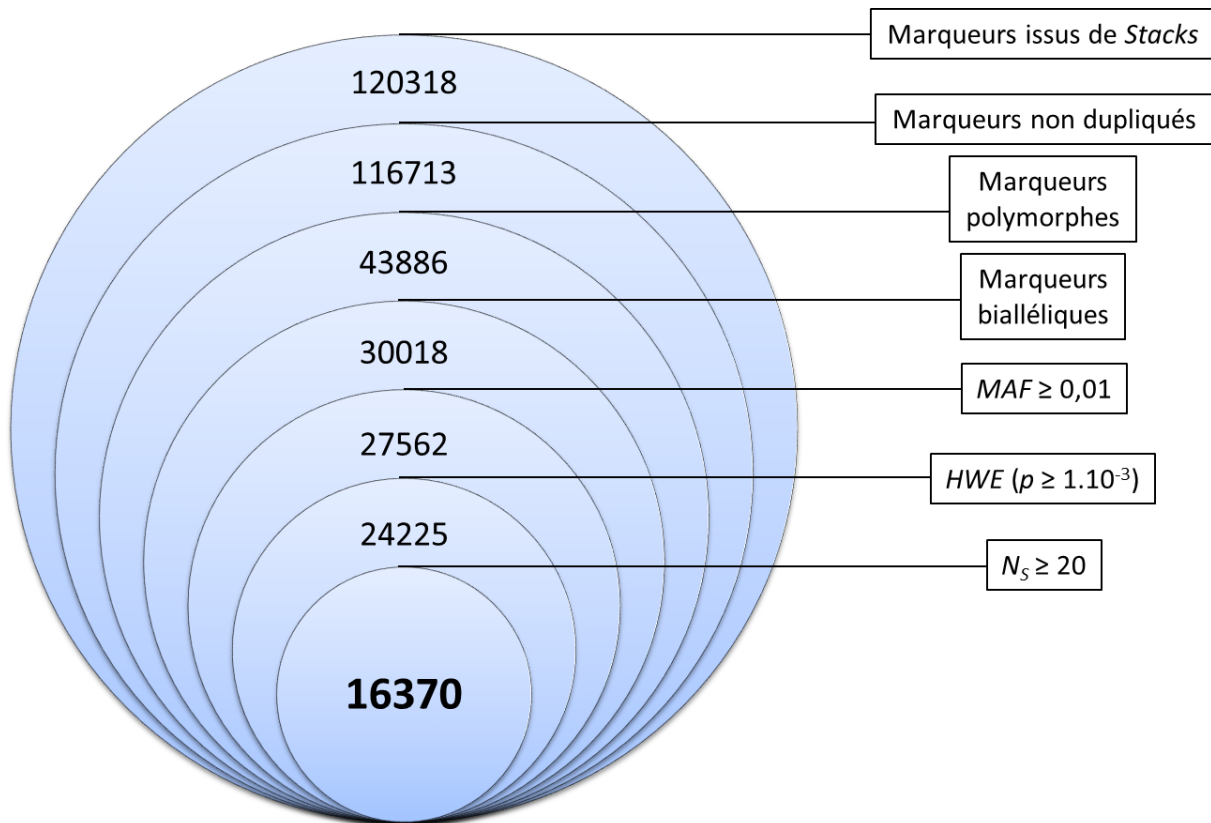 Marqueurs issus de Stacks
120318
Marqueurs non dupliqués
116713
Marqueurs
polymorphes
43886
Marqueurs
bialléliques
30018
MAF ≥ 0,01
27562
HWE (p ≥ 1.10⁻³)
24225
Nₛ ≥ 20
16370